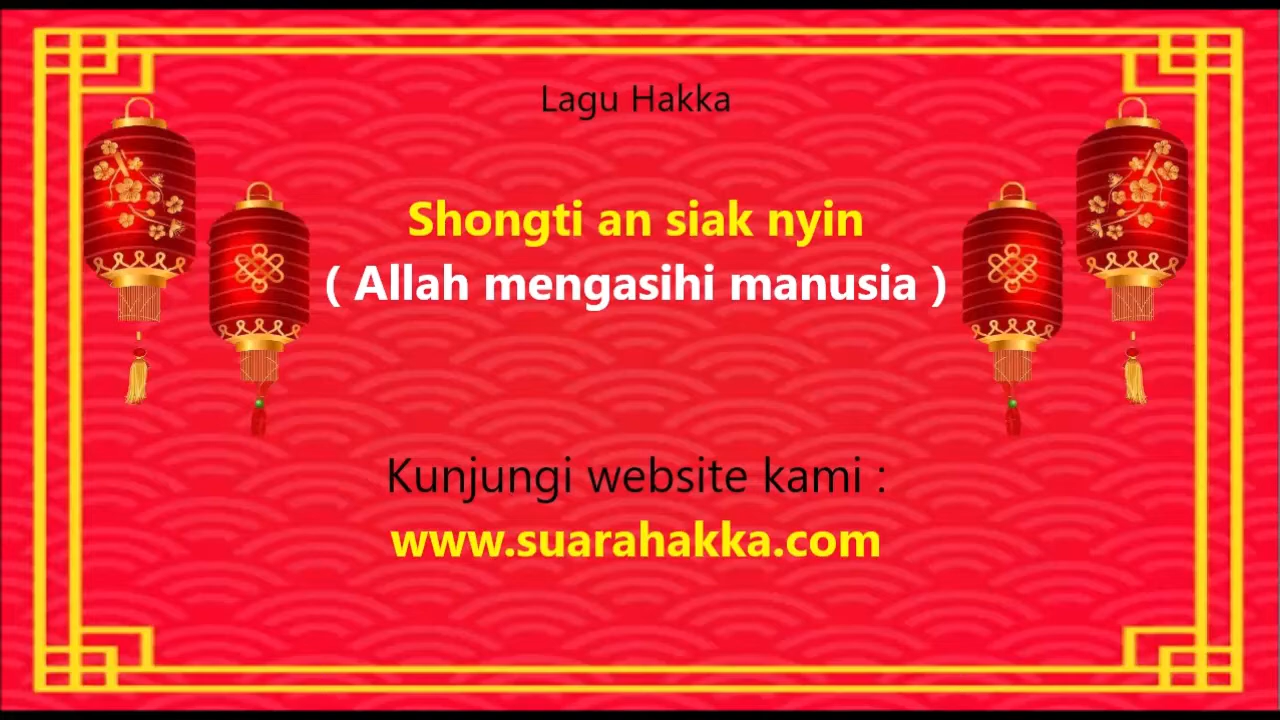 Lagu Hakka
Shongti an siak nyin
( Allah mengasihi manusia )
Kunjungi website kami :
www.suarahakka.com